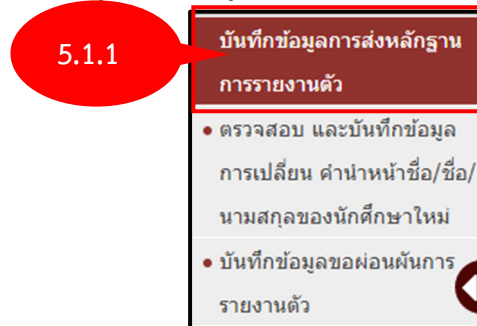 5.1.1
บันทึกข้อมูลการส่งหลักฐาน
การรายงานตัว
• ตรวจสอบ และบันทึกข้อมูล
การเปลี่ยน คำนำหน้าชื่อ/ชื่อ/
นามสกุลของนักศึกษาใหม่
• บันทึกข้อมูลขอผ่อนผันการ
รายงานตัว